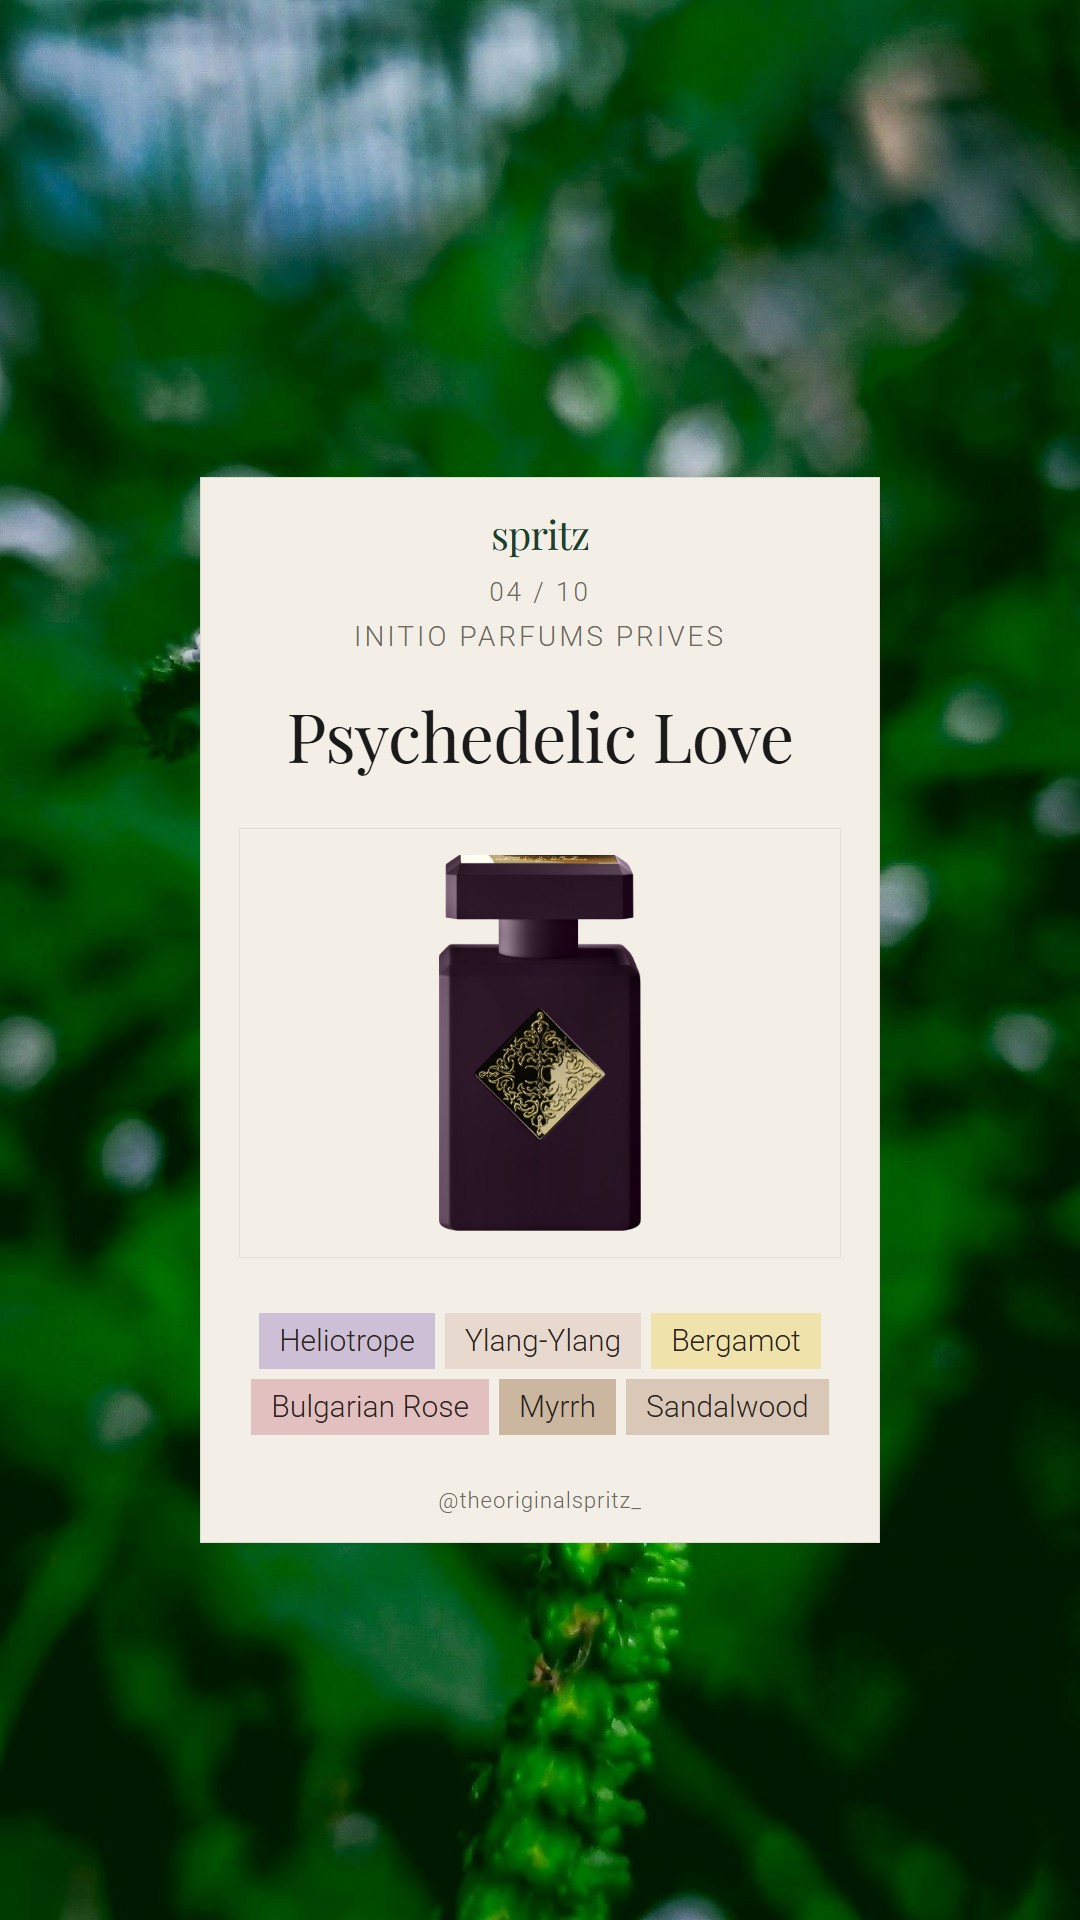 spritz
04 / 10
INITIO PARFUMS PRIVES
Psychedelic Love
Heliotrope Ylang-Ylang Bergamot
Bulgarian Rose Myrrh Sandalwood
@theoriginalspritz_